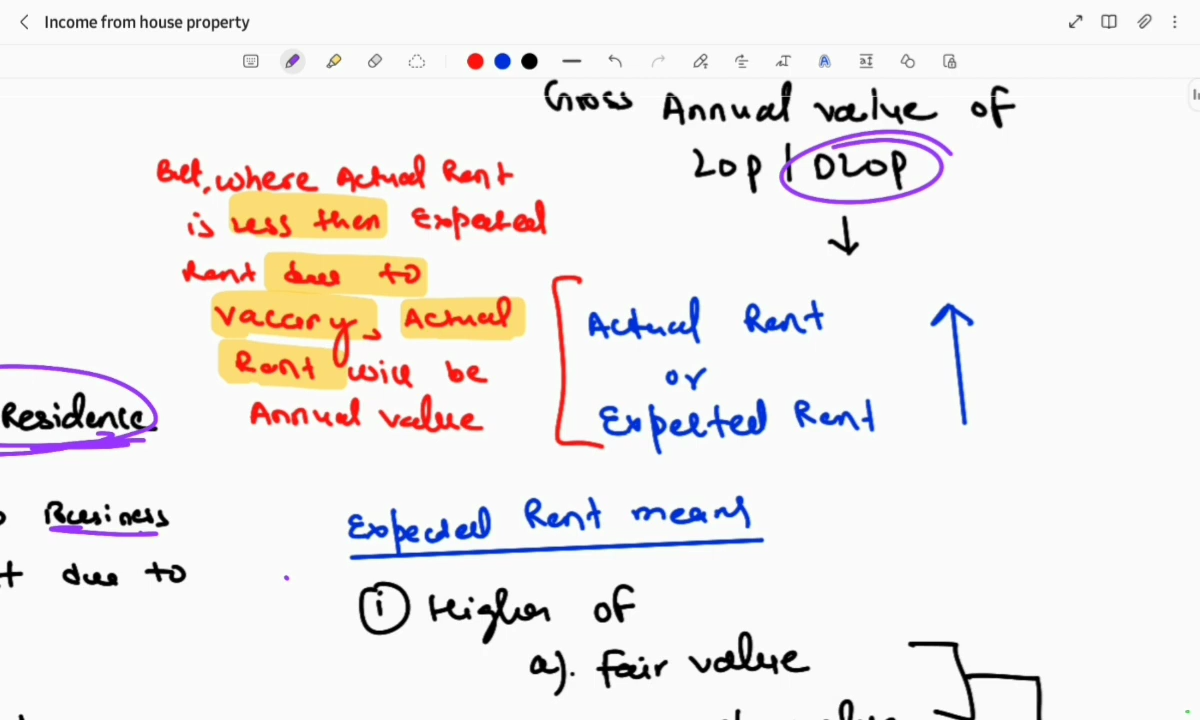 Income from house property
Gross Annual value of
LOP | DLOP
But, where Actual Rent
is less then Expected
Rent due to
vaccary, Actual
Rent will be
Annual value
Actual Rent
or
Expected Rent
Residence
Business
t due to
Expected Rent means
i Higher of
a). fair value
value